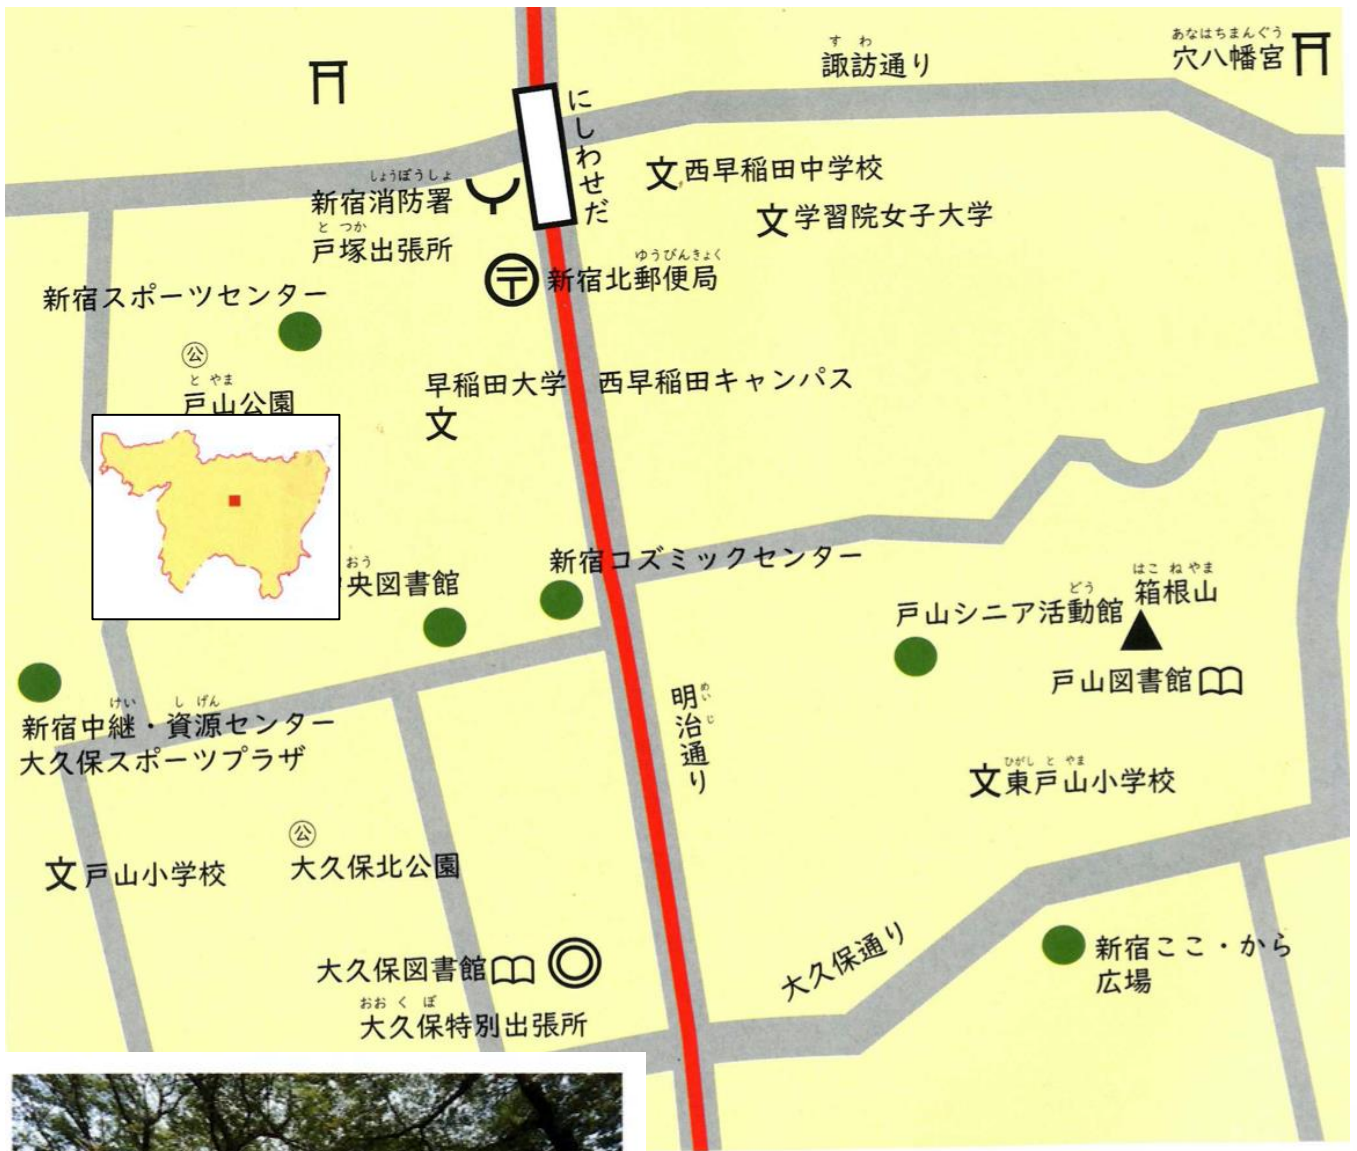 すわ
諏訪通り
あなはちまんぐう
穴八幡宮
にしわせだ
文西早稲田中学校
文学習院女子大学
しょうぼうしょ
新宿消防署
とつか
戸塚出張所
ゆうびんきょく
〒新宿北郵便局
新宿スポーツセンター
公
とやま
戸山公園
早稲田大学 西早稲田キャンパス
文
おう
央図書館
新宿コズミックセンター
はこねやま
箱根山
どう
戸山シニア活動館
戸山図書館
けい しげん
新宿中継・資源センター
大久保スポーツプラザ
めいじ
明治通り
ひがしとやま
文東戸山小学校
公
大久保北公園
文戸山小学校
大久保通り
新宿ここ・から
広場
大久保図書館
おおくぼ
大久保特別出張所